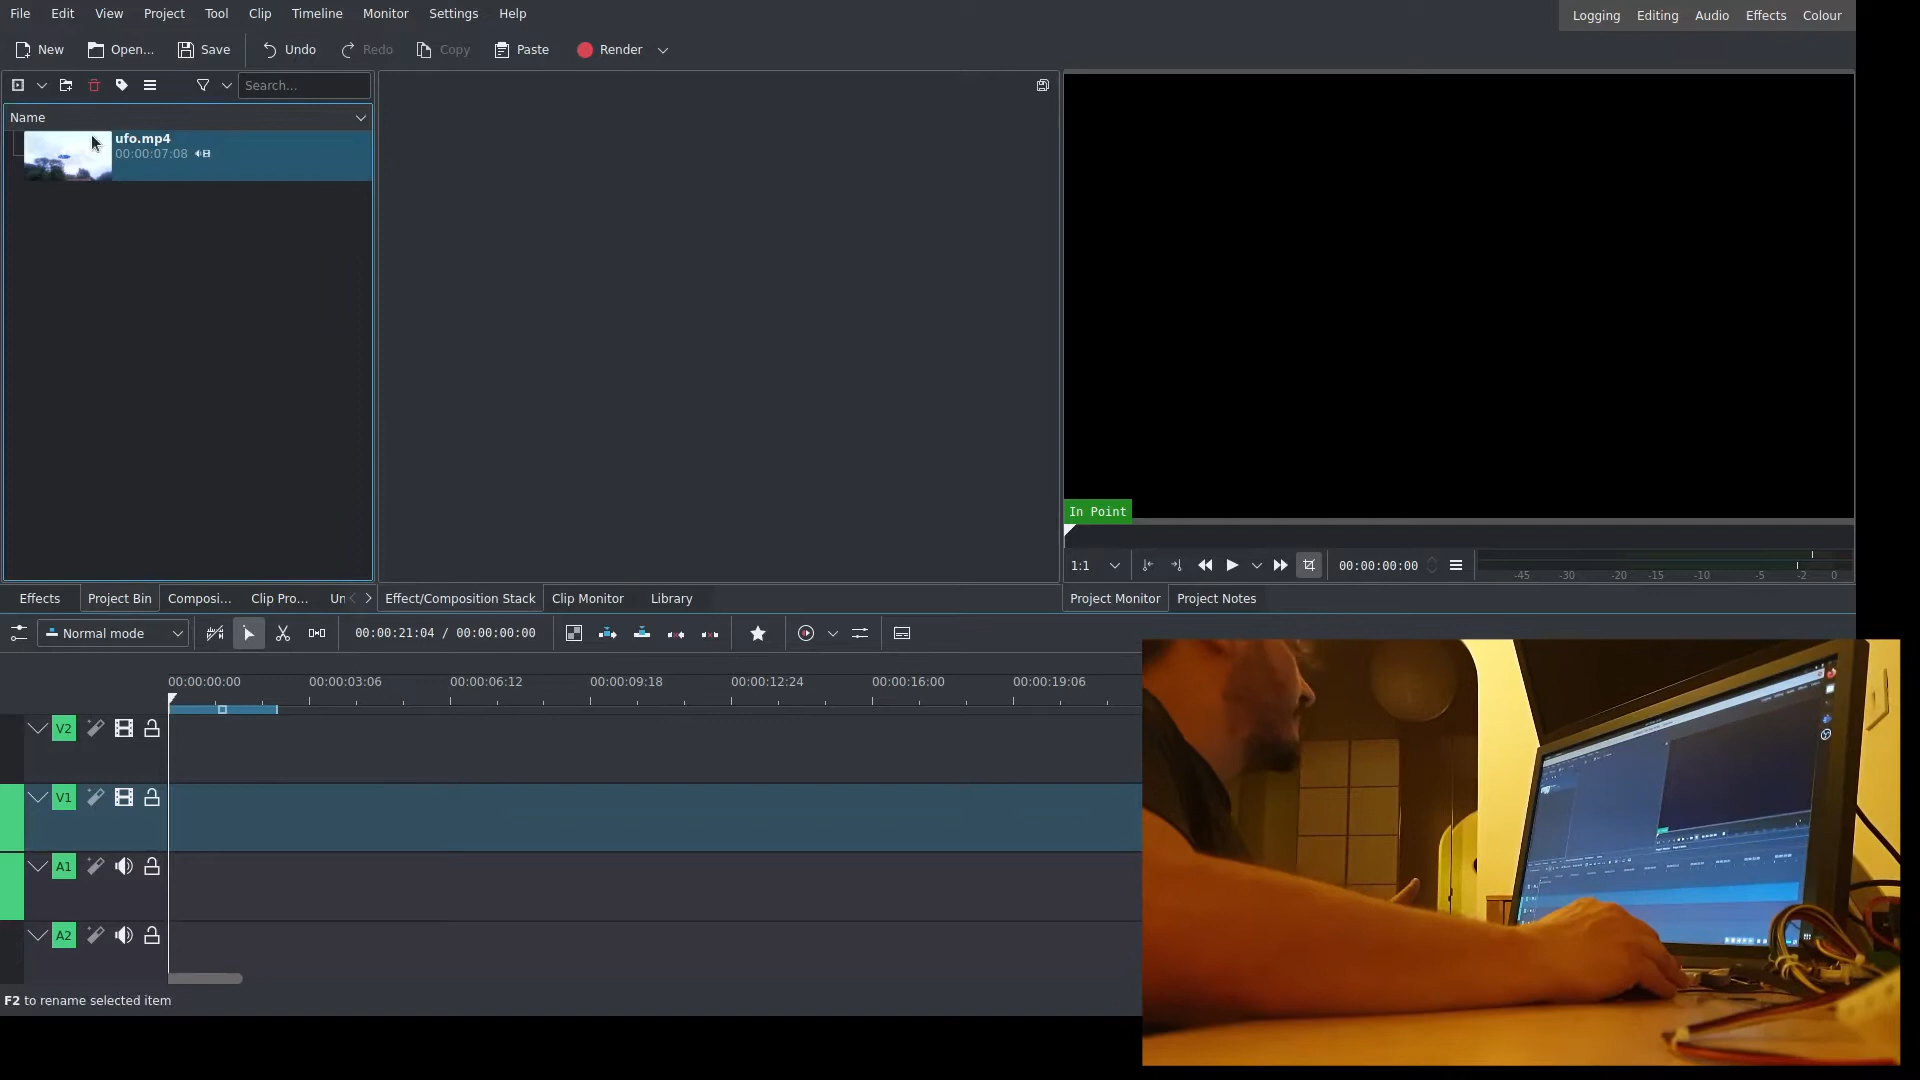 File Edit View Project Tool Clip Timeline Monitor Settings Help
Logging Editing Audio Effects Colour
New Open... Save Undo Redo Copy Paste Render
Search...
Name
ufo.mp4
00:00:07:08
In Point
1:1 00:00:00:00
-45 -30 -20 -15 -10 -5 -2 0
Effects Project Bin Composi... Clip Pro... Un Effect/Composition Stack Clip Monitor Library Project Monitor Project Notes
Normal mode 00:00:21:04 / 00:00:00:00
00:00:00:00 00:00:03:06 00:00:06:12 00:00:09:18 00:00:12:24 00:00:16:00 00:00:19:06
V2
V1
A1
A2
F2 to rename selected item